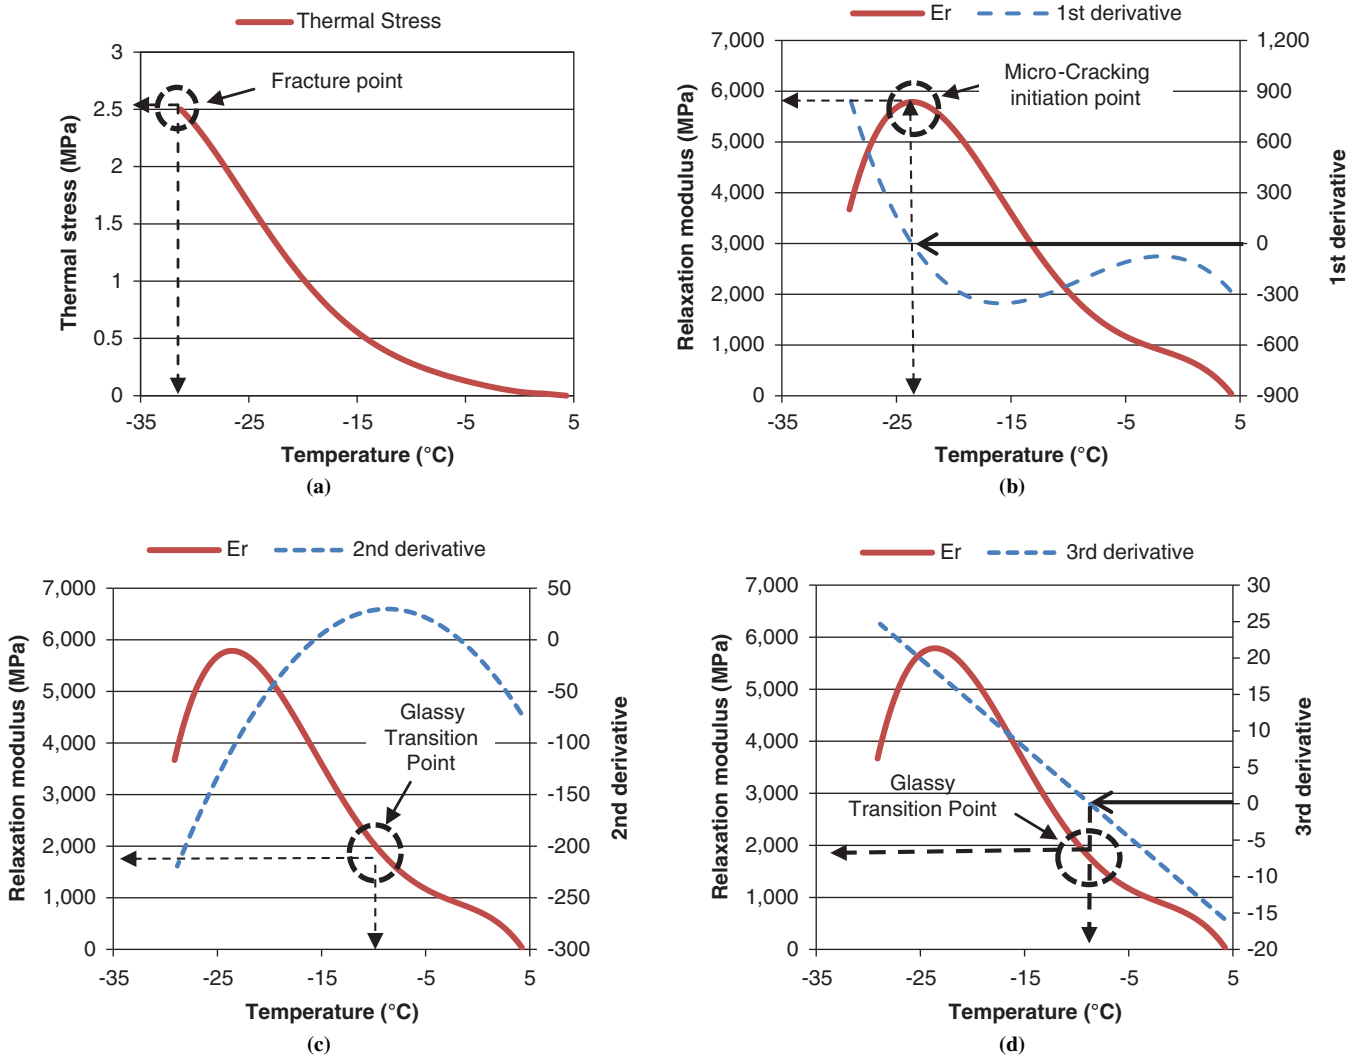 Thermal Stress
3
2.5
2
1.5
1
0.5
0
Thermal stress (MPa)
Fracture point
-35 -25 -15 -5 5
Temperature (°C)
(a)
Er 1st derivative
7,000
6,000
5,000
4,000
3,000
2,000
1,000
0
Relaxation modulus (MPa)
Micro-Cracking
initiation point
1,200
900
600
300
0
-300
-600
-900
1st derivative
-35 -25 -15 -5 5
Temperature (°C)
(b)
Er 2nd derivative
7,000
6,000
5,000
4,000
3,000
2,000
1,000
0
Relaxation modulus (MPa)
Glassy
Transition
Point
50
0
-50
-100
-150
-200
-250
-300
2nd derivative
-35 -25 -15 -5 5
Temperature (°C)
(c)
Er 3rd derivative
7,000
6,000
5,000
4,000
3,000
2,000
1,000
0
Relaxation modulus (MPa)
Glassy
Transition Point
30
25
20
15
10
5
0
-5
-10
-15
-20
3rd derivative
-35 -25 -15 -5 5
Temperature (°C)
(d)